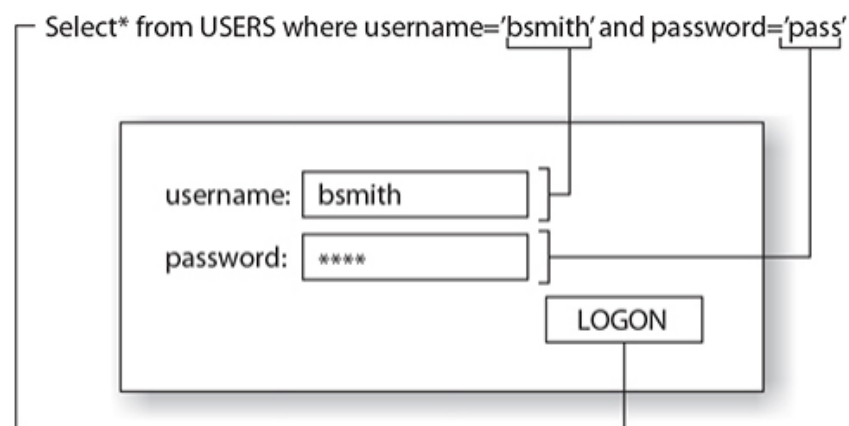 Select* from USERS where username='bsmith' and password='pass'
username: bsmith
password: ****
LOGON